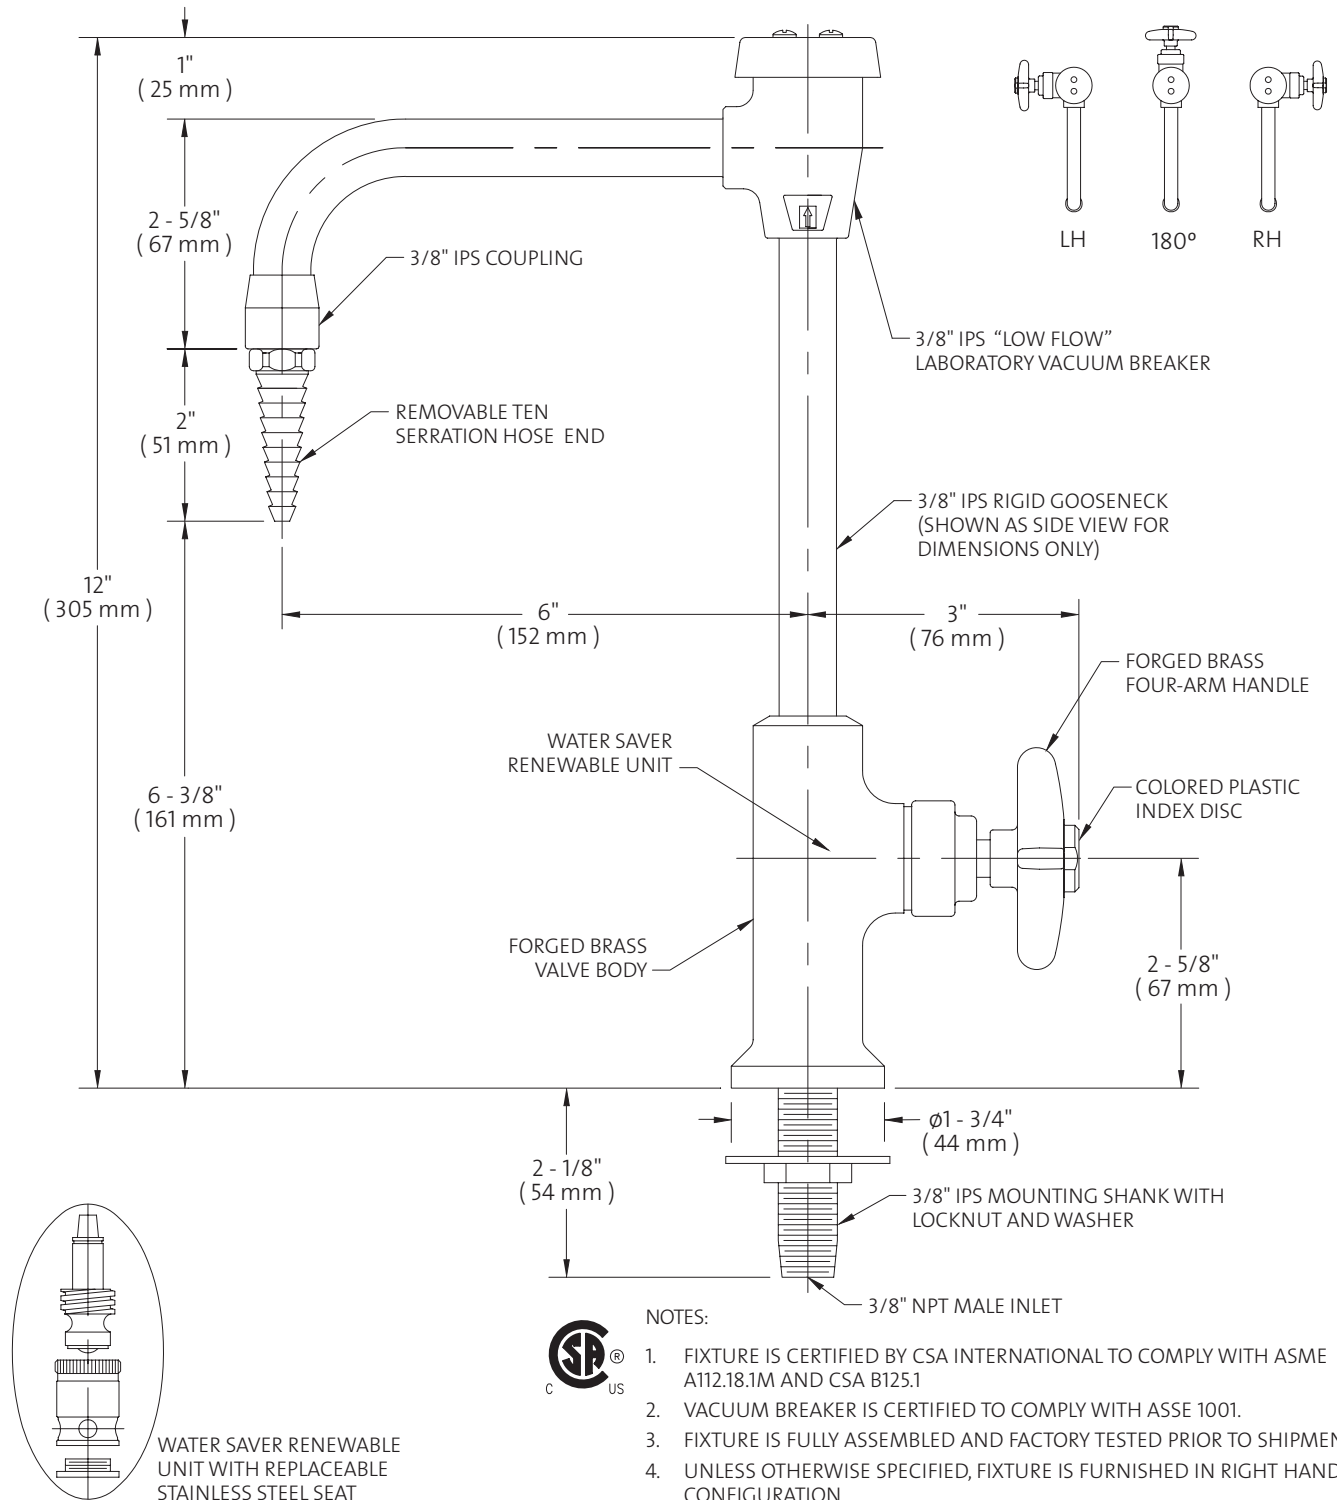 1"
( 25 mm )
2 - 5/8"
( 67 mm )
3/8" IPS COUPLING
LH
180°
RH
3/8" IPS “LOW FLOW”
LABORATORY VACUUM BREAKER
2"
( 51 mm )
REMOVABLE TEN
SERRATION HOSE END
3/8" IPS RIGID GOOSENECK
(SHOWN AS SIDE VIEW FOR
DIMENSIONS ONLY)
12"
( 305 mm )
6"
( 152 mm )
3"
( 76 mm )
FORGED BRASS
FOUR-ARM HANDLE
WATER SAVER
RENEWABLE UNIT
COLORED PLASTIC
INDEX DISC
6 - 3/8"
( 161 mm )
FORGED BRASS
VALVE BODY
2 - 5/8"
( 67 mm )
ø1 - 3/4"
( 44 mm )
2 - 1/8"
( 54 mm )
3/8" IPS MOUNTING SHANK WITH
LOCKNUT AND WASHER
3/8" NPT MALE INLET
NOTES:
CSA ®
C US
1. FIXTURE IS CERTIFIED BY CSA INTERNATIONAL TO COMPLY WITH ASME
A112.18.1M AND CSA B125.1
2. VACUUM BREAKER IS CERTIFIED TO COMPLY WITH ASSE 1001.
3. FIXTURE IS FULLY ASSEMBLED AND FACTORY TESTED PRIOR TO SHIPMEN
4. UNLESS OTHERWISE SPECIFIED, FIXTURE IS FURNISHED IN RIGHT HAND
CONFIGURATION
WATER SAVER RENEWABLE
UNIT WITH REPLACEABLE
STAINLESS STEEL SEAT